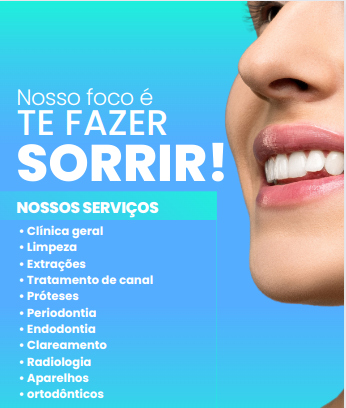 Nosso foco é
TE FAZER
SORRIR!
NOSSOS SERVIÇOS
• Clínica geral
• Limpeza
• Extrações
• Tratamento de canal
• Próteses
• Periodontia
• Endodontia
• Clareamento
• Radiologia
• Aparelhos
• ortodônticos